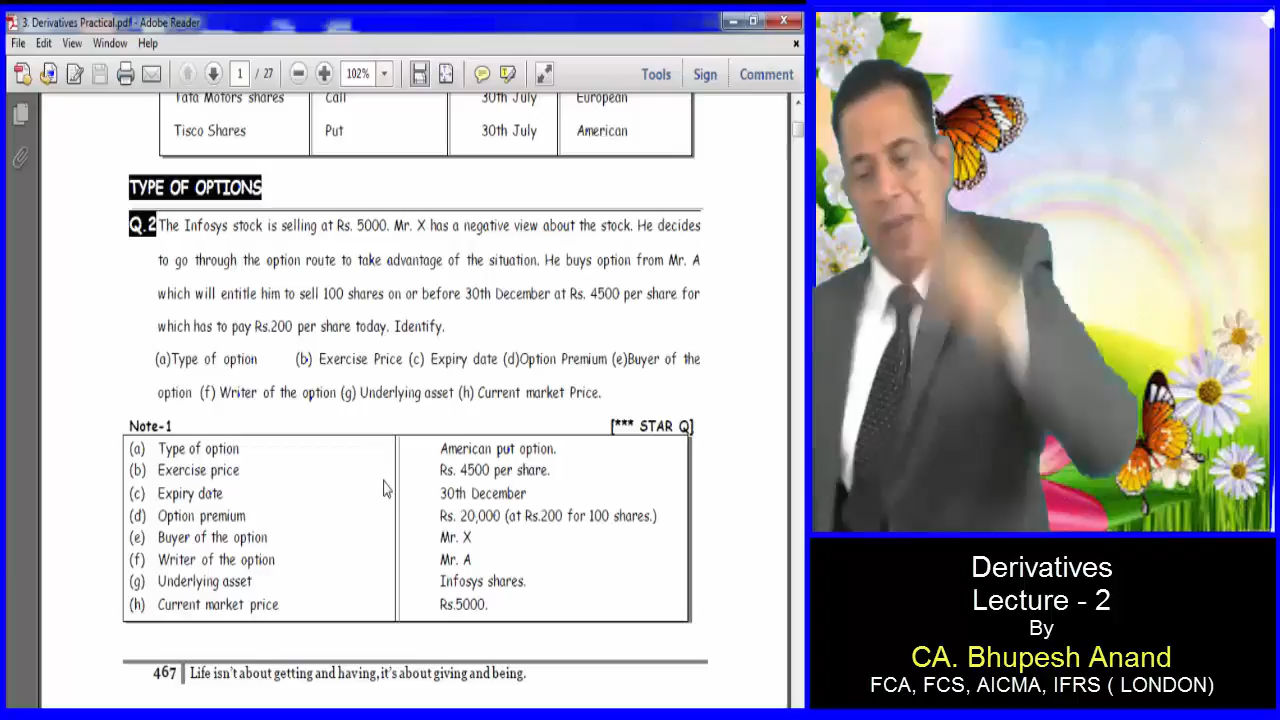 3. Derivatives Practical.pdf - Adobe Reader
File Edit View Window Help
1 / 27 102% Tools Sign Comment
Tata Motors shares Call 30th July European
Tisco Shares Put 30th July American
TYPE OF OPTIONS
Q.2 The Infosys stock is selling at Rs. 5000. Mr. X has a negative view about the stock. He decides
to go through the option route to take advantage of the situation. He buys option from Mr. A
which will entitle him to sell 100 shares on or before 30th December at Rs. 4500 per share for
which has to pay Rs.200 per share today. Identify.
(a)Type of option (b) Exercise Price (c) Expiry date (d)Option Premium (e)Buyer of the
option (f) Writer of the option (g) Underlying asset (h) Current market Price.
Note-1 [*** STAR Q]
(a) Type of option American put option.
(b) Exercise price Rs. 4500 per share.
(c) Expiry date 30th December
(d) Option premium Rs. 20,000 (at Rs.200 for 100 shares.)
(e) Buyer of the option Mr. X
(f) Writer of the option Mr. A
(g) Underlying asset Infosys shares.
(h) Current market price Rs.5000.
467 Life isn't about getting and having, it's about giving and being.
Derivatives
Lecture - 2
By
CA. Bhupesh Anand
FCA, FCS, AICMA, IFRS ( LONDON)